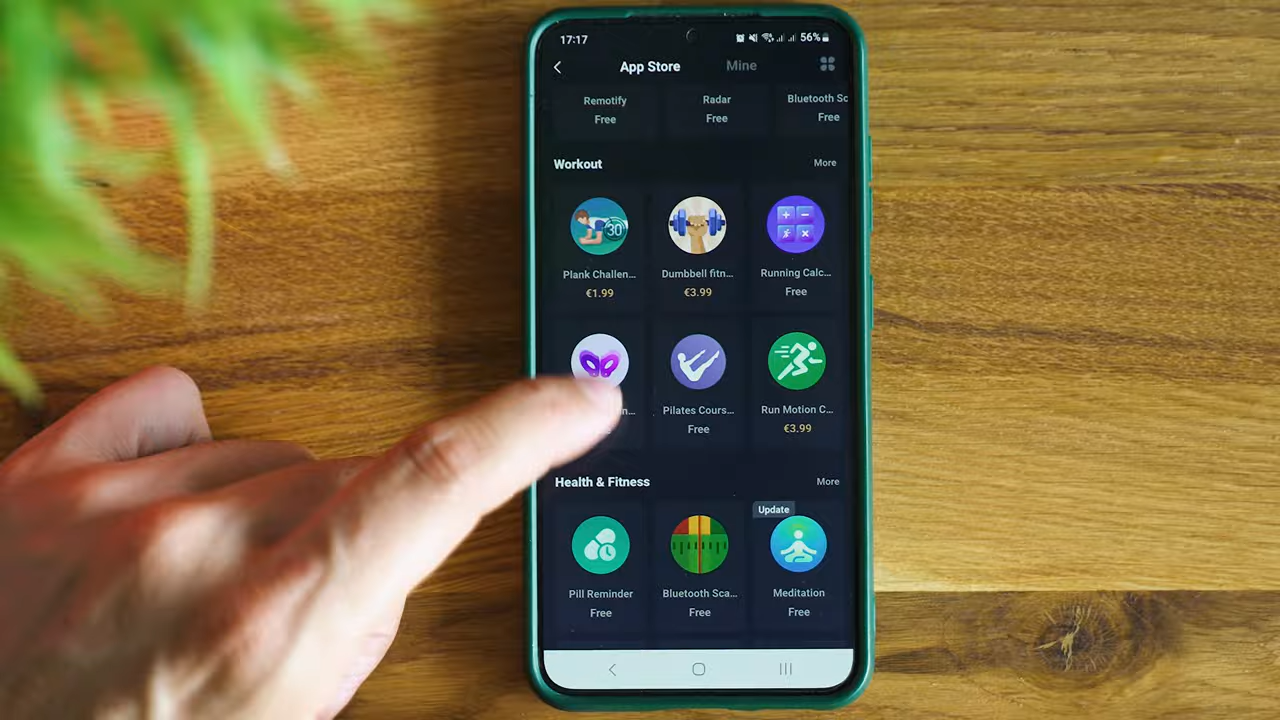 17:17
56%
App Store
Mine
Remotify
Radar
Bluetooth Sc
Free
Free
Free
Workout
More
30
Plank Challen...
Dumbbell fitn...
Running Calc...
€1.99
€3.99
Free
Pilates Cours...
Run Motion C...
Free
€3.99
Health & Fitness
More
Update
Pill Reminder
Bluetooth Sca...
Meditation
Free
Free
Free